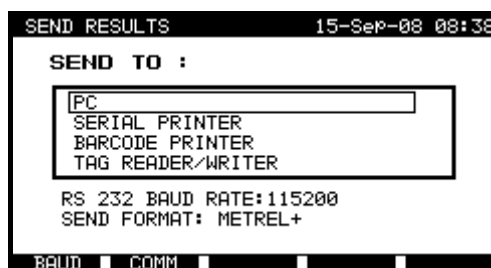 SEND RESULTS 15-Sep-08 08:38
SEND TO :
PC
SERIAL PRINTER
BARCODE PRINTER
TAG READER/WRITER
RS 232 BAUD RATE:115200
SEND FORMAT: METREL+
BAUD COMM